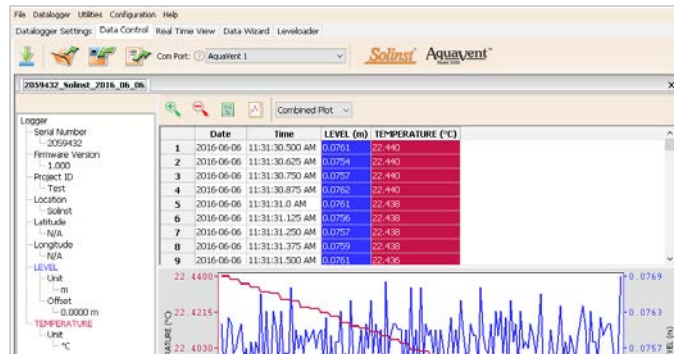 File Datalogger Utilities Configuration Help
Datalogger Settings Data Control Real Time View Data Wizard Leveloader
Com Port: ? AquaVent 1 Solinst Aquavent™
2059432_Solinst_2016_06_06 x
Combined Plot
Logger
Serial Number
2059432
Firmware Version
1.000
Project ID
Test
Location
Solinst
Latitude
N/A
Longitude
N/A
LEVEL
Unit
m
Offset
0.0000 m
TEMPERATURE
Unit
°C
Date Time LEVEL (m) TEMPERATURE (°C)
1 2016-06-06 11:31:30.500 AM 0.0761 22.440
2 2016-06-06 11:31:30.625 AM 0.0754 22.440
3 2016-06-06 11:31:30.750 AM 0.0757 22.440
4 2016-06-06 11:31:30.875 AM 0.0762 22.440
5 2016-06-06 11:31:31.0 AM 0.0761 22.438
6 2016-06-06 11:31:31.125 AM 0.0756 22.438
7 2016-06-06 11:31:31.250 AM 0.0757 22.438
8 2016-06-06 11:31:31.375 AM 0.0759 22.438
9 2016-06-06 11:31:31.500 AM 0.0761 22.436
22.4400 0.0769
22.4215 0.0763
22.4030 0.0757